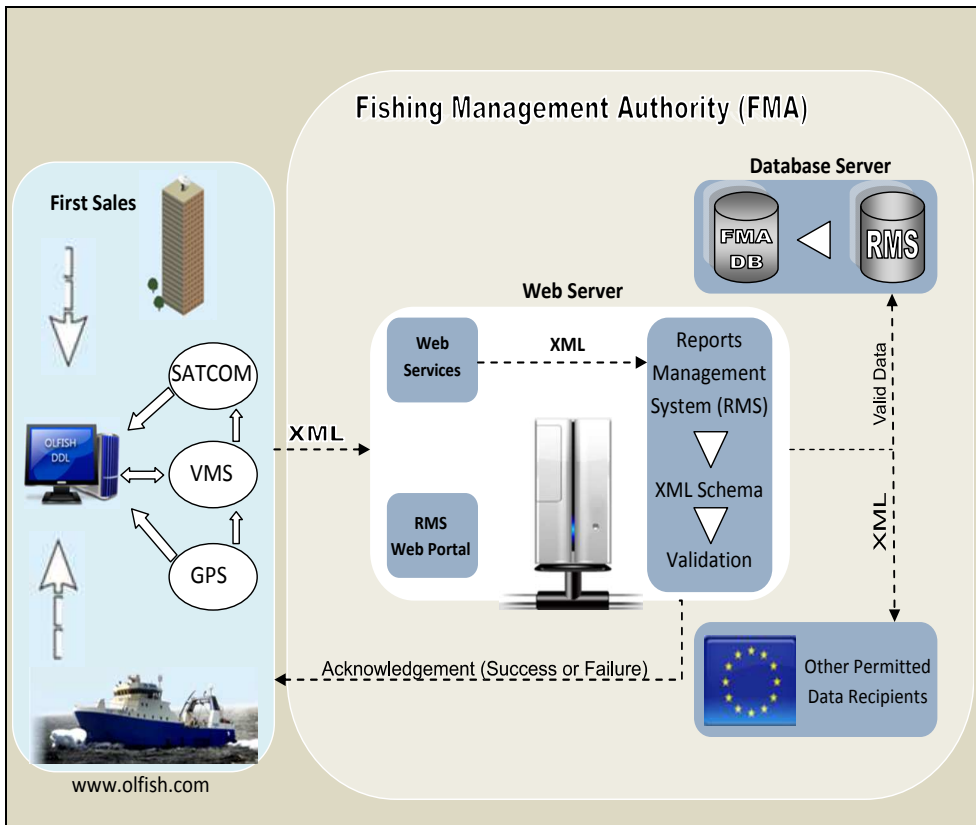 Fishing Management Authority (FMA)
First Sales
SATCOM
OLFISH
DDL
VMS
GPS
www.olfish.com
XML
Web Server
Web
Services
XML
RMS
Web Portal
Reports
Management
System (RMS)
XML Schema
Validation
Acknowledgement (Success or Failure)
Database Server
FMA
DB
RMS
Valid Data
XML
Other Permitted
Data Recipients